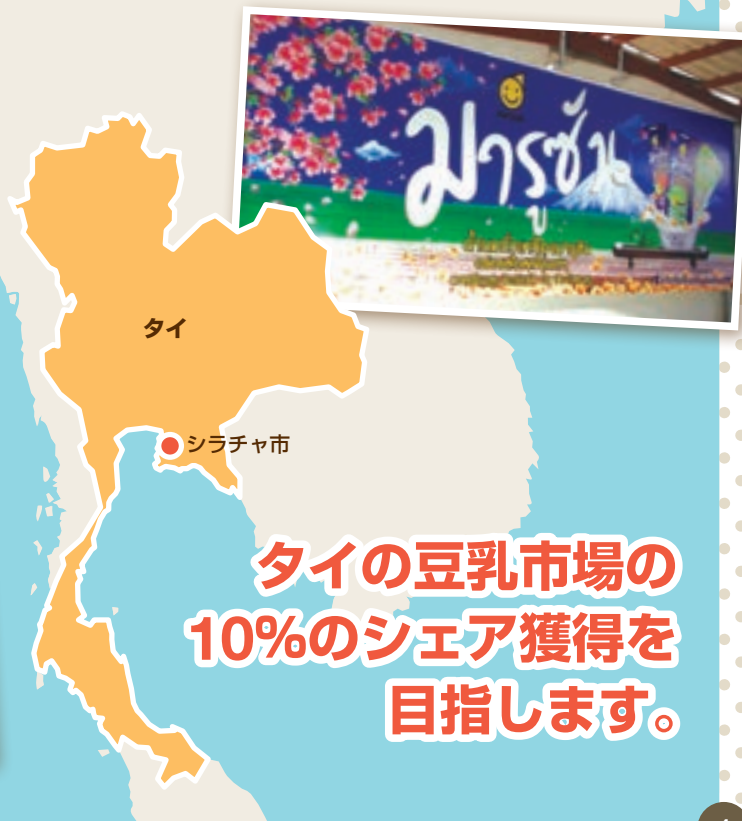 มารูซัน
タイ
シラチャ市
タイの豆乳市場の
10%のシェア獲得を
目指します。